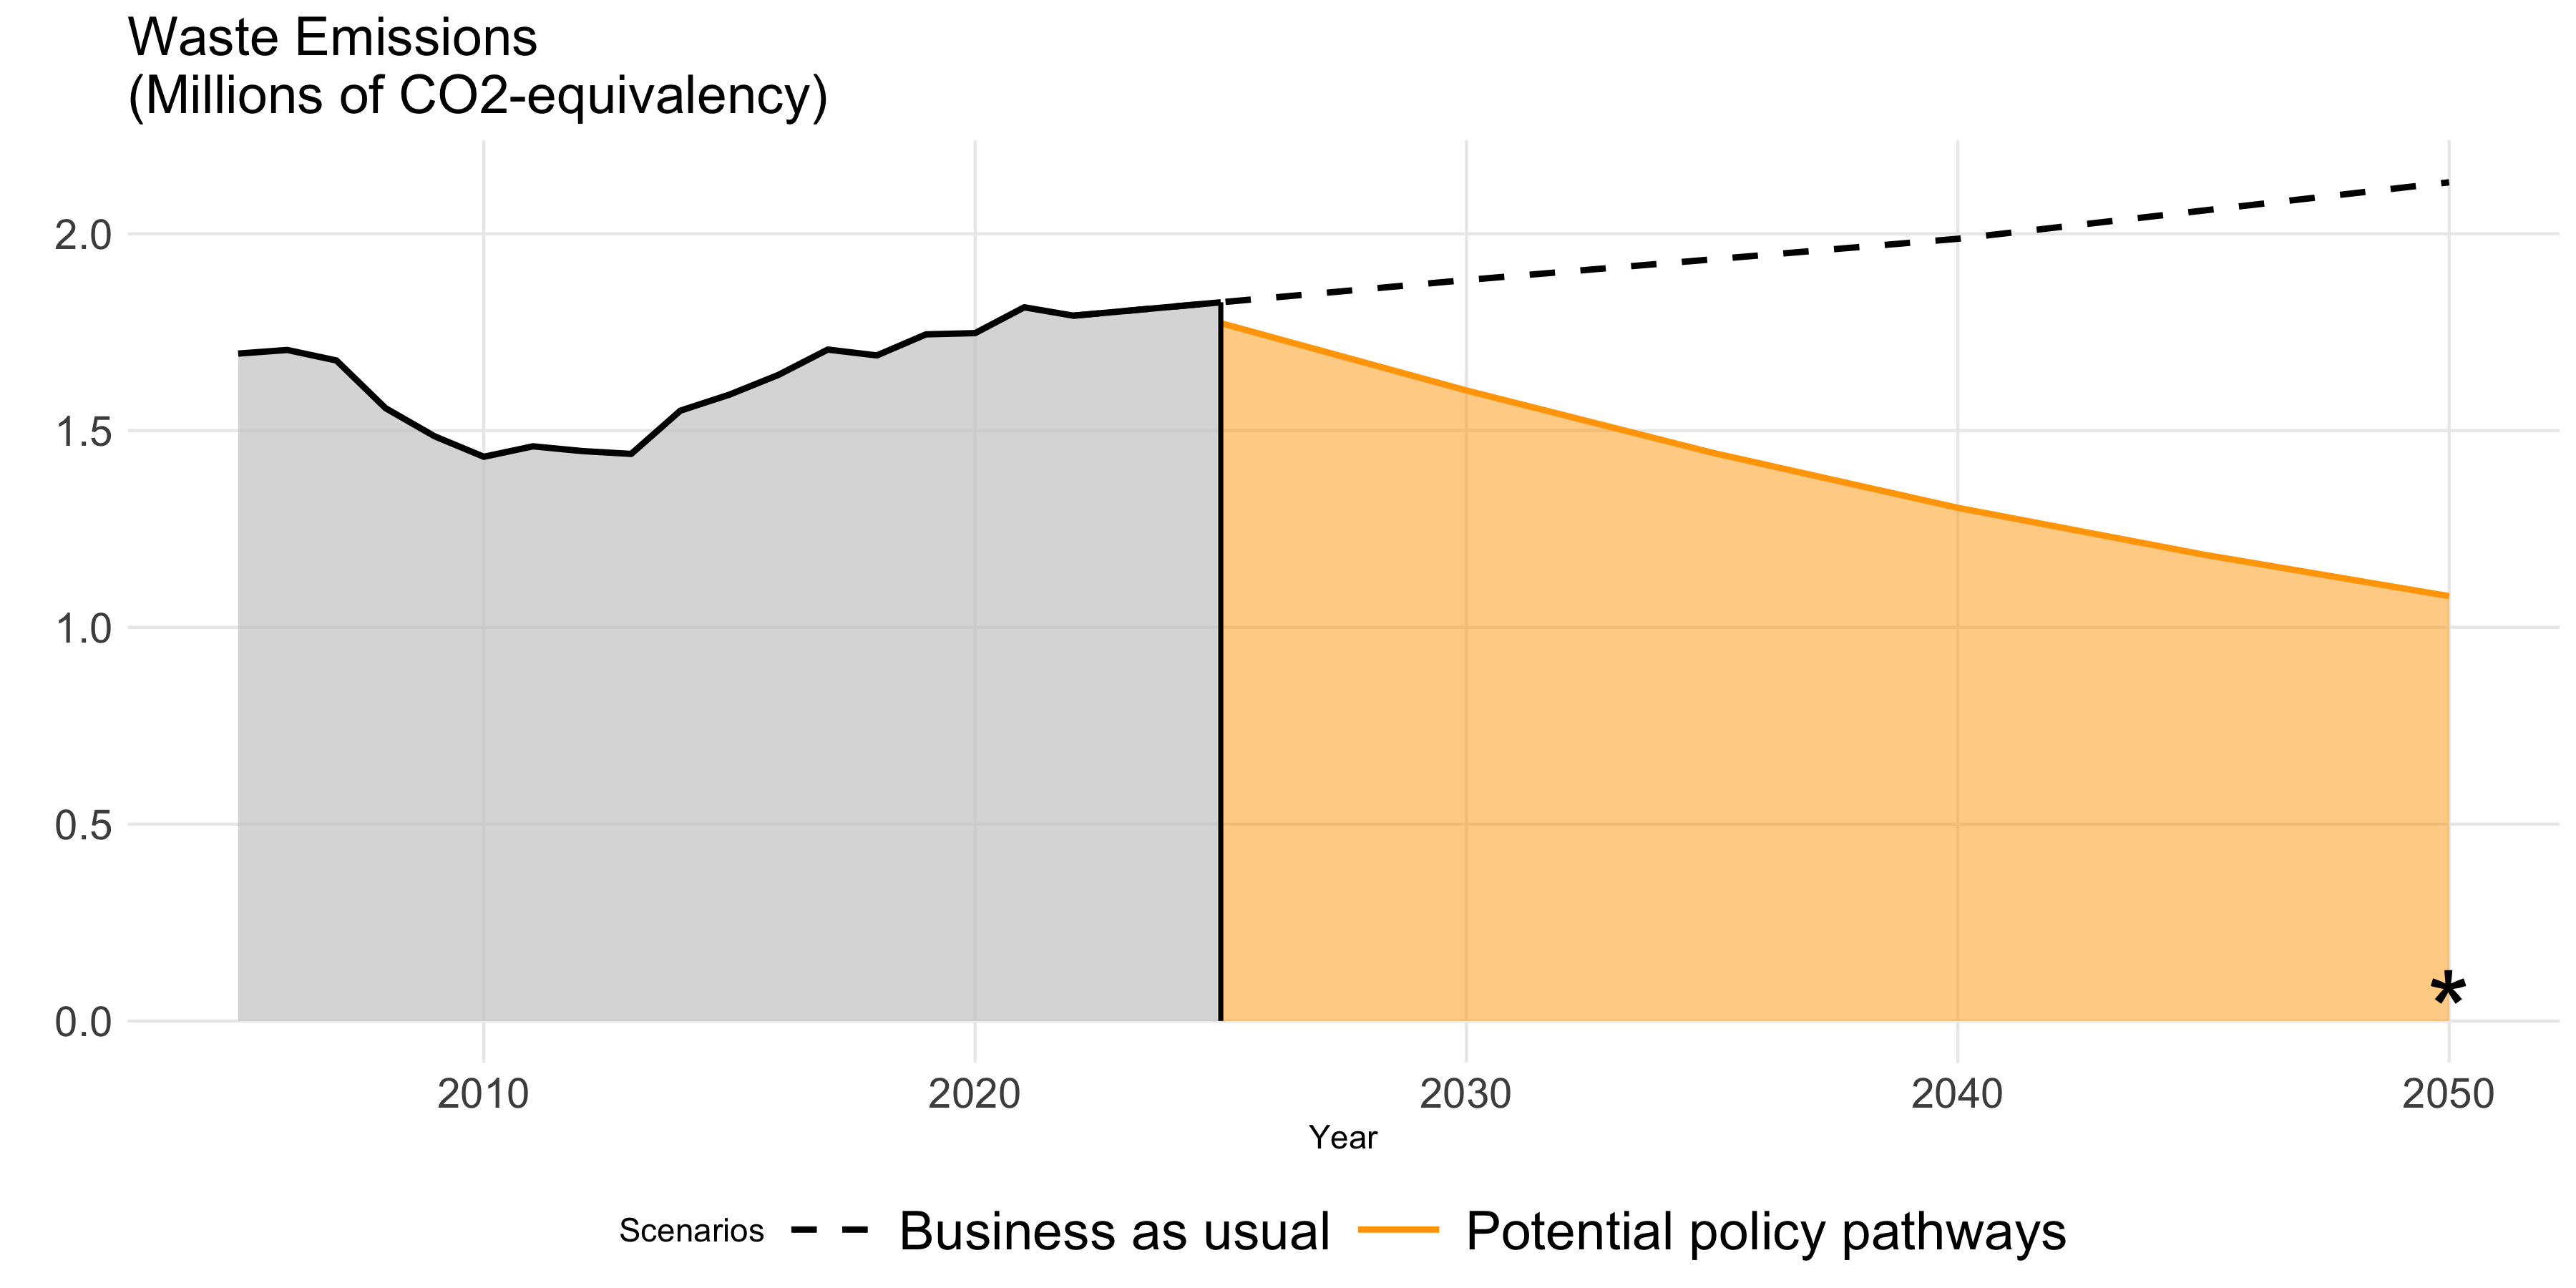 Waste Emissions
(Millions of CO2-equivalency)
2.0
1.5
1.0
0.5
0.0
*
2010 2020 2030 2040 2050
Year
Scenarios Business as usual Potential policy pathways